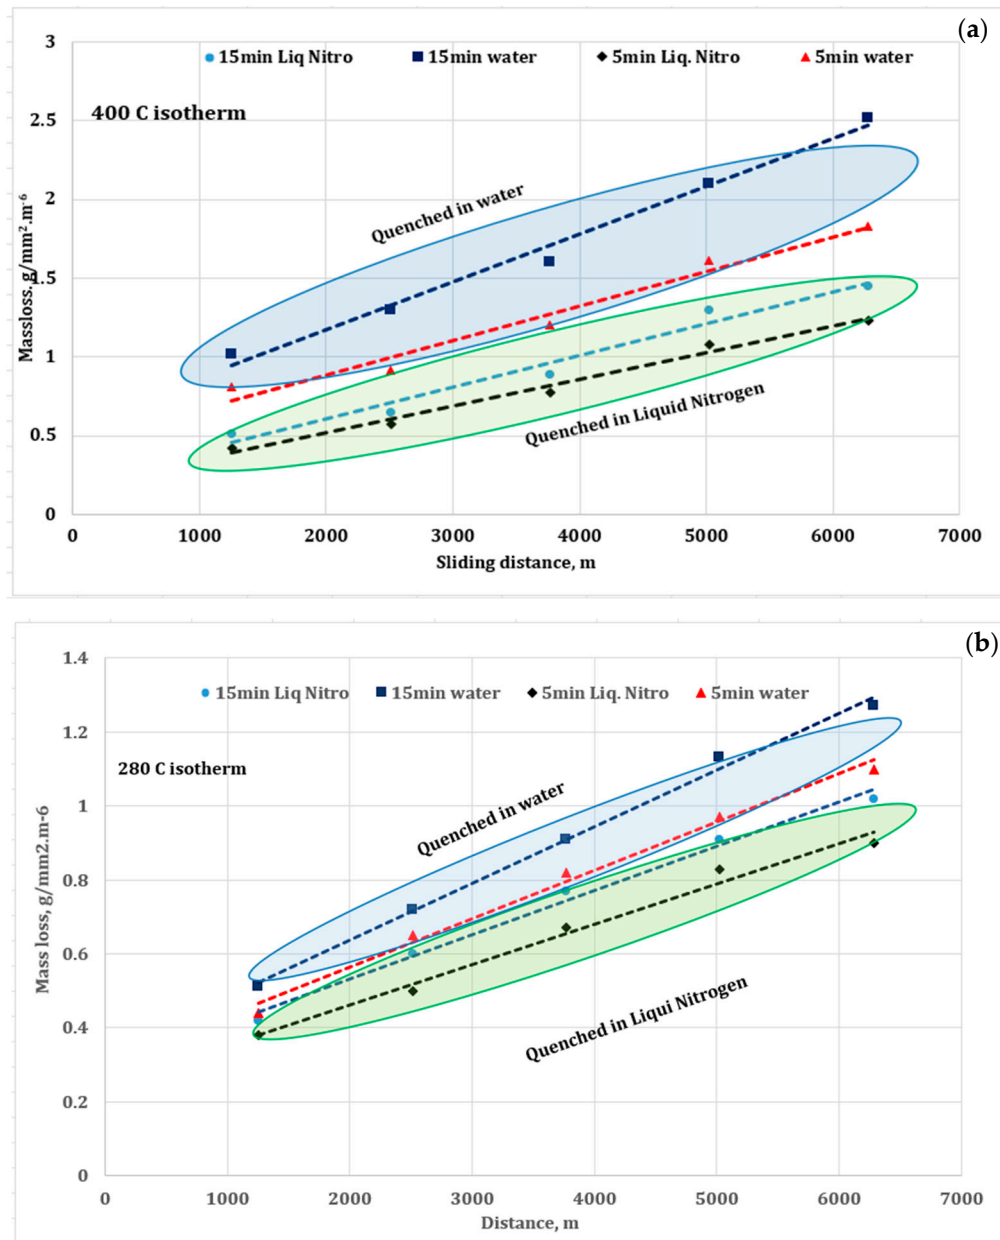 (a)
3
15min Liq Nitro 15min water 5min Liq. Nitro 5min water
400 C isotherm
2.5
2
Quenched in water
Massloss, g/mm².m⁻⁶
1.5
1
Quenched in Liquid Nitrogen
0.5
0
0 1000 2000 3000 4000 5000 6000 7000
Sliding distance, m
(b)
1.4
15min Liq Nitro 15min water 5min Liq. Nitro 5min water
1.2
280 C isotherm
Quenched in water
1
0.8
Mass loss, g/mm2.m-6
0.6
Quenched in Liqui Nitrogen
0.4
0.2
0
0 1000 2000 3000 4000 5000 6000 7000
Distance, m